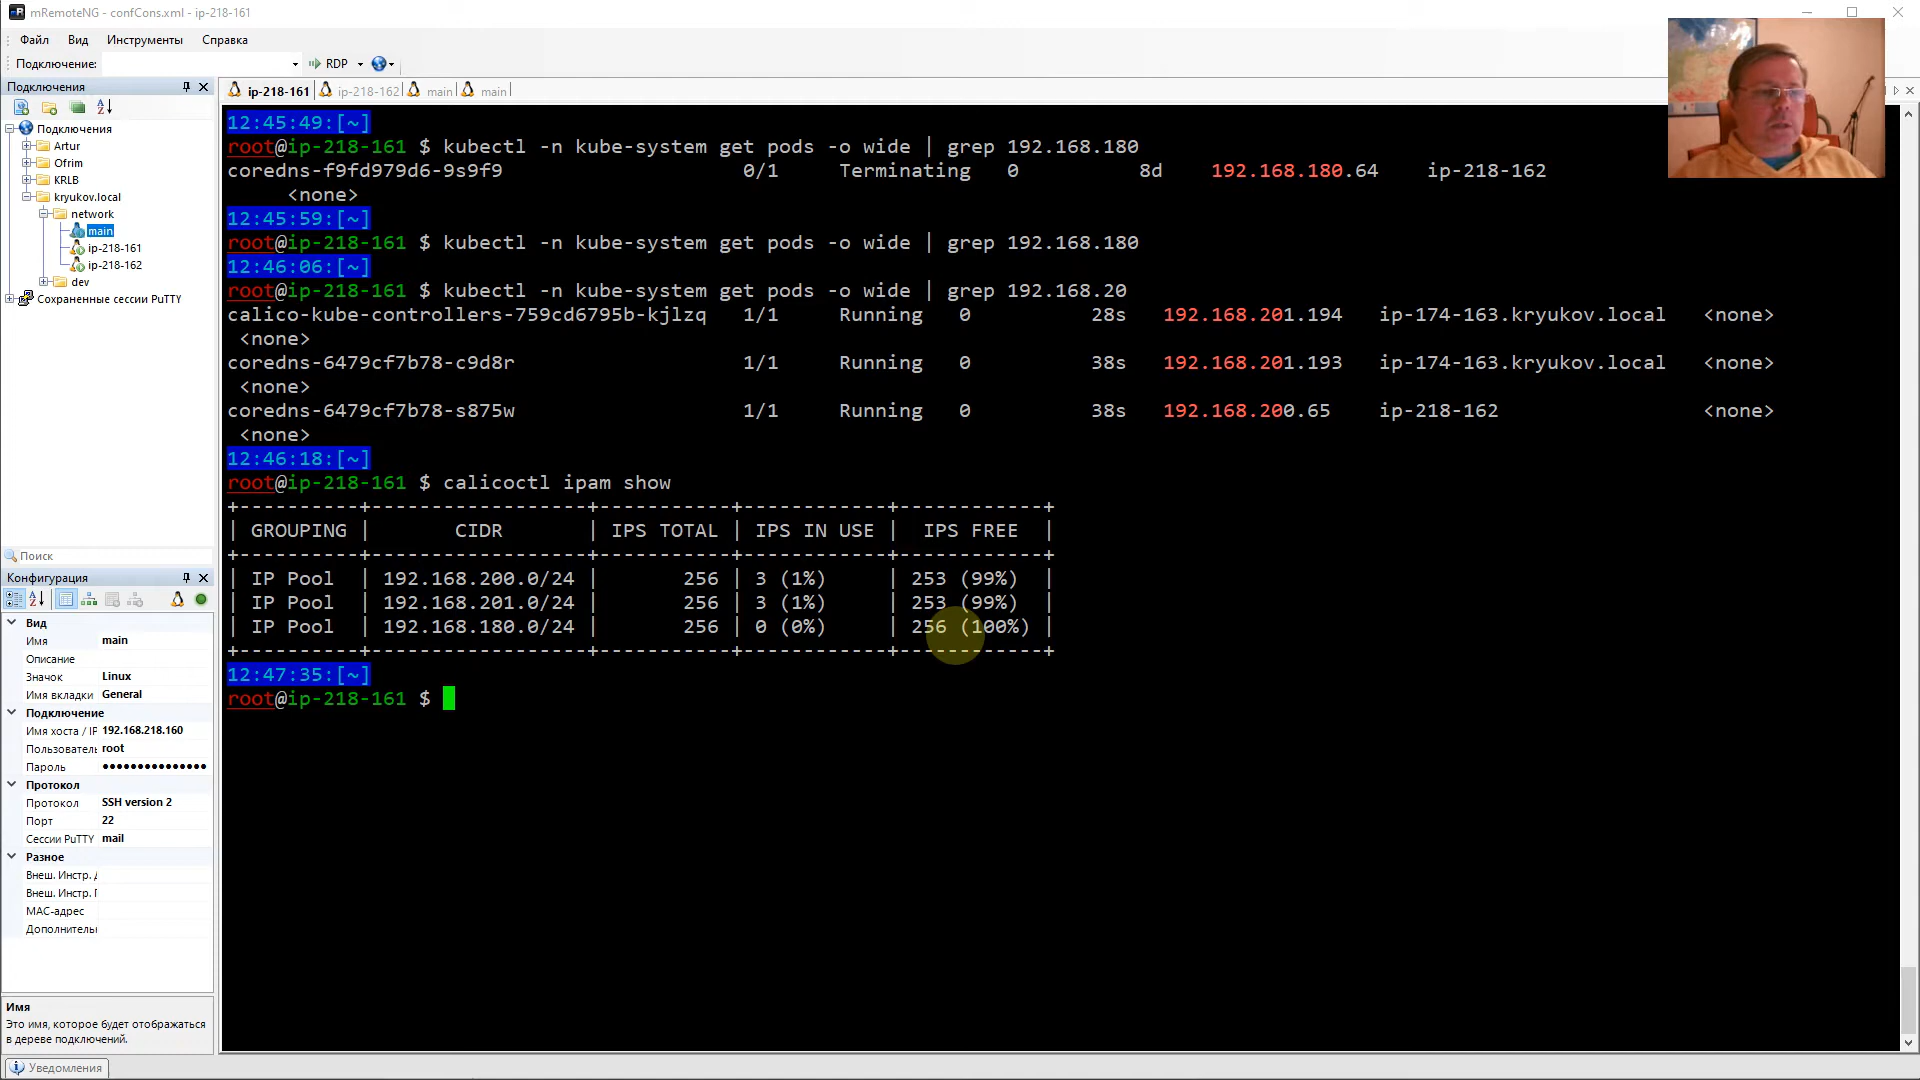 mRemoteNG - confCons.xml - ip-218-161
Файл Вид Инструменты Справка
Подключение: RDP
Подключения
ip-218-161 ip-218-162 main main
Подключения
Artur
Ofrim
KRLB
kryukov.local
network
main
ip-218-161
ip-218-162
dev
Сохраненные сессии PuTTY
Поиск
Конфигурация
Вид
Имя main
Описание
Значок Linux
Имя вкладки General
Подключение
Имя хоста / IP 192.168.218.160
Пользователь root
Пароль ●●●●●●●●●●●●●●●
Протокол
Протокол SSH version 2
Порт 22
Сессии PuTTY mail
Разное
Внеш. Инстр. Д
Внеш. Инстр. П
MAC-адрес
Дополнитель
Имя
Это имя, которое будет отображаться
в дереве подключений.
Уведомления
12:45:49:[~]
root@ip-218-161 $ kubectl -n kube-system get pods -o wide | grep 192.168.180
coredns-f9fd979d6-9s9f9 0/1 Terminating 0 8d 192.168.180.64 ip-218-162
<none>
12:45:59:[~]
root@ip-218-161 $ kubectl -n kube-system get pods -o wide | grep 192.168.180
12:46:06:[~]
root@ip-218-161 $ kubectl -n kube-system get pods -o wide | grep 192.168.20
calico-kube-controllers-759cd6795b-kjlzq 1/1 Running 0 28s 192.168.201.194 ip-174-163.kryukov.local <none>
<none>
coredns-6479cf7b78-c9d8r 1/1 Running 0 38s 192.168.201.193 ip-174-163.kryukov.local <none>
<none>
coredns-6479cf7b78-s875w 1/1 Running 0 38s 192.168.200.65 ip-218-162 <none>
<none>
12:46:18:[~]
root@ip-218-161 $ calicoctl ipam show
+----------+-------------------+-----------+------------+------------+
| GROUPING | CIDR | IPS TOTAL | IPS IN USE | IPS FREE |
+----------+-------------------+-----------+------------+------------+
| IP Pool | 192.168.200.0/24 | 256 | 3 (1%) | 253 (99%) |
| IP Pool | 192.168.201.0/24 | 256 | 3 (1%) | 253 (99%) |
| IP Pool | 192.168.180.0/24 | 256 | 0 (0%) | 256 (100%) |
+----------+-------------------+-----------+------------+------------+
12:47:35:[~]
root@ip-218-161 $